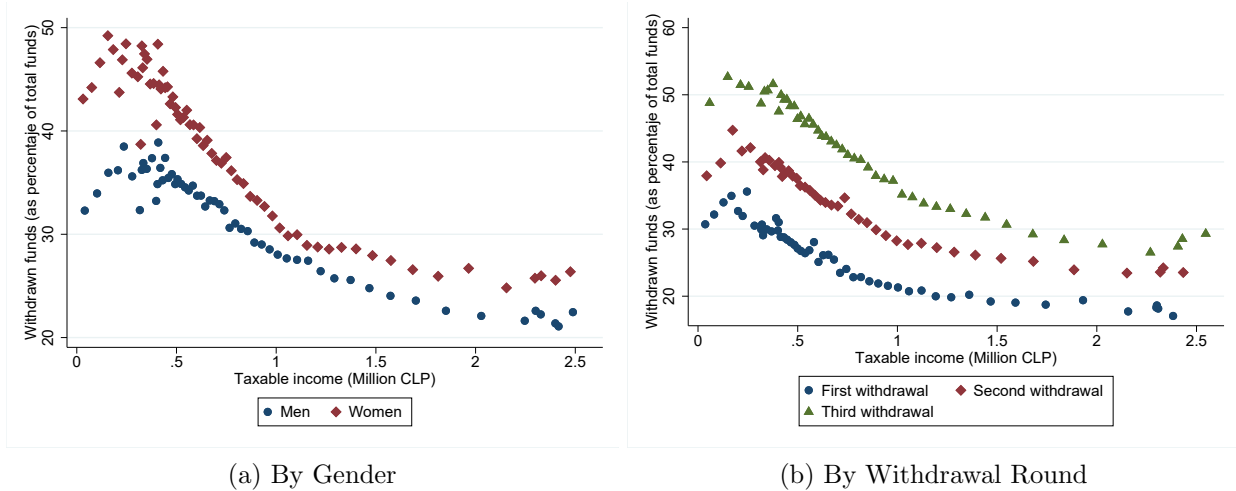 Withdrawn funds (as percentaje of total funds)
50
40
30
20
0
.5
1
1.5
2
2.5
Taxable income (Million CLP)
Men
Women
(a) By Gender
Withdrawn funds (as percentaje of total funds)
60
50
40
30
20
0
.5
1
1.5
2
2.5
Taxable income (Million CLP)
First withdrawal
Second withdrawal
Third withdrawal
(b) By Withdrawal Round